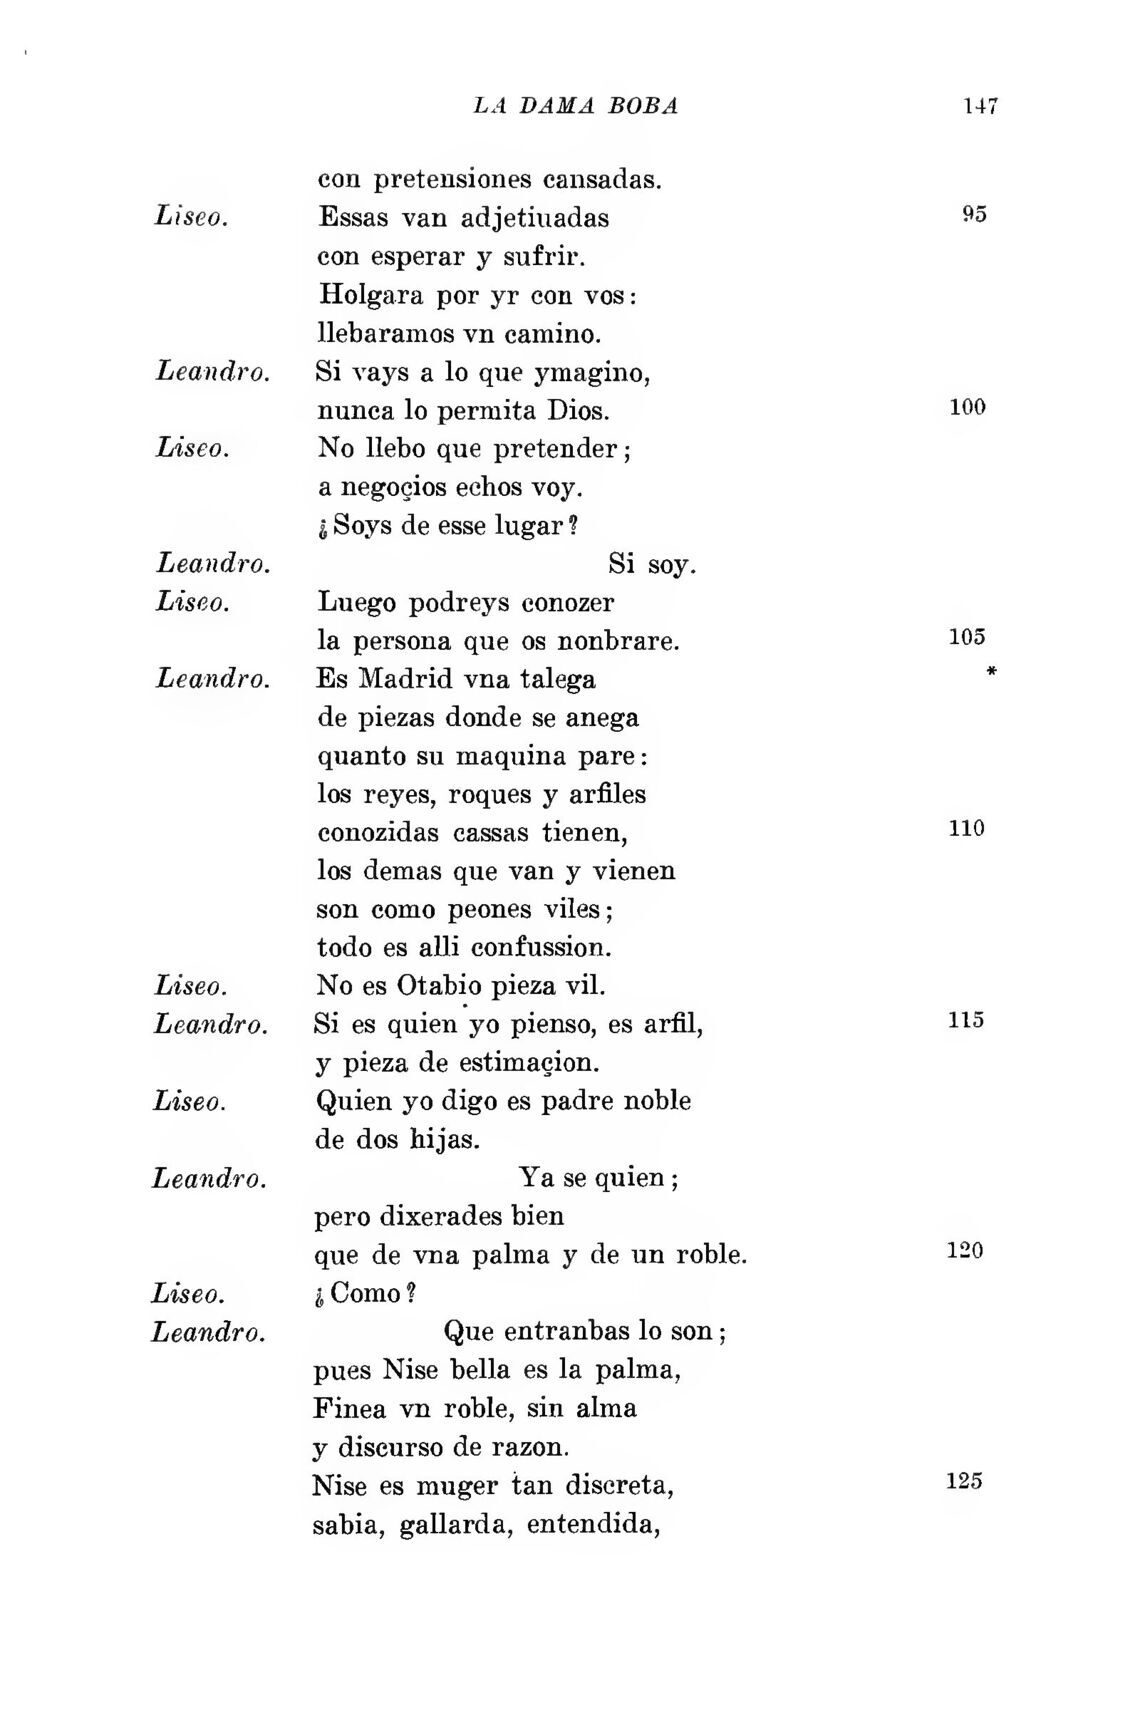 LA DAMA BOBA 147
con pretensiones cansadas.
Liseo. Essas van adjetiuadas 95
con esperar y sufrir.
Holgara por yr con vos:
llebaramos vn camino.
Leandro. Si vays a lo que ymagino,
nunca lo permita Dios. 100
Liseo. No llebo que pretender;
a negoçios echos voy.
¿Soys de esse lugar?
Leandro. Si soy.
Liseo. Luego podreys conozer
la persona que os nonbrare. 105
Leandro. Es Madrid vna talega *
de piezas donde se anega
quanto su maquina pare:
los reyes, roques y arfiles
conozidas cassas tienen, 110
los demas que van y vienen
son como peones viles;
todo es alli confussion.
Liseo. No es Otabio pieza vil.
Leandro. Si es quien yo pienso, es arfil, 115
y pieza de estimaçion.
Liseo. Quien yo digo es padre noble
de dos hijas.
Leandro. Ya se quien;
pero dixerades bien
que de vna palma y de un roble. 120
Liseo. ¿Como?
Leandro. Que entranbas lo son;
pues Nise bella es la palma,
Finea vn roble, sin alma
y discurso de razon.
Nise es muger tan discreta, 125
sabia, gallarda, entendida,